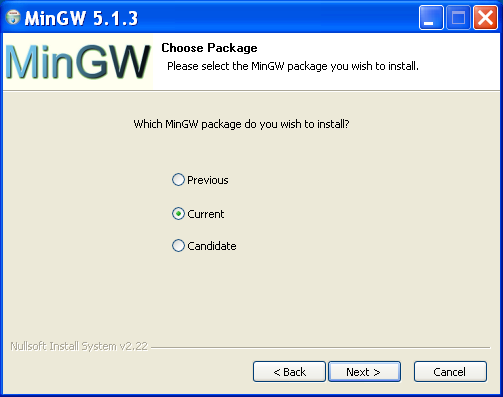 MinGW 5.1.3
MinGW
Choose Package
Please select the MinGW package you wish to install.
Which MinGW package do you wish to install?
Previous
Current
Candidate
Nullsoft Install System v2.22
< Back
Next >
Cancel